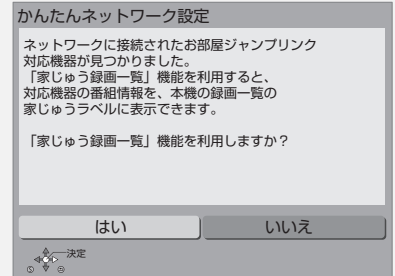 かんたんネットワーク設定
ネットワークに接続されたお部屋ジャンプリンク
対応機器が見つかりました。
「家じゅう録画一覧」機能を利用すると、
対応機器の番組情報を、本機の録画一覧の
家じゅうラベルに表示できます。
「家じゅう録画一覧」機能を利用しますか？
はい いいえ
決定